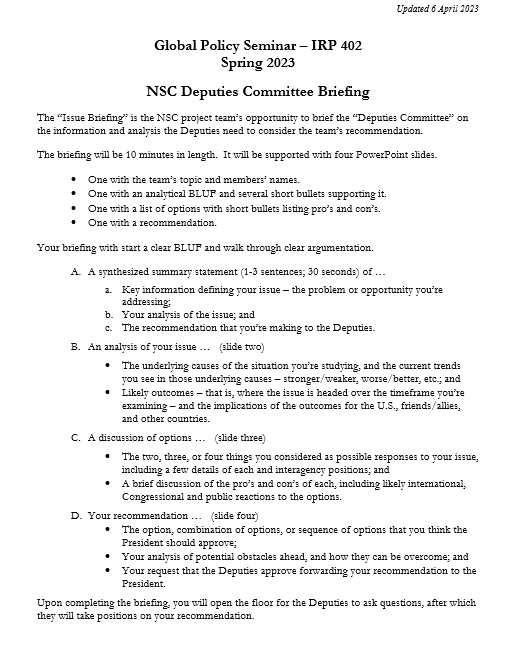 Updated 6 April 2023
Global Policy Seminar – IRP 402
Spring 2023
NSC Deputies Committee Briefing
The “Issue Briefing” is the NSC project team’s opportunity to brief the “Deputies Committee” on
the information and analysis the Deputies need to consider the team’s recommendation.
The briefing will be 10 minutes in length.  It will be supported with four PowerPoint slides.
• One with the team’s topic and members’ names.
• One with an analytical BLUF and several short bullets supporting it.
• One with a list of options with short bullets listing pro’s and con’s.
• One with a recommendation.
Your briefing with start a clear BLUF and walk through clear argumentation.
A. A synthesized summary statement (1-3 sentences; 30 seconds) of …
a. Key information defining your issue – the problem or opportunity you’re
addressing;
b. Your analysis of the issue; and
c. The recommendation that you’re making to the Deputies.
B. An analysis of your issue …  (slide two)
• The underlying causes of the situation you’re studying, and the current trends
you see in those underlying causes – stronger/weaker, worse/better, etc.; and
• Likely outcomes – that is, where the issue is headed over the timeframe you’re
examining – and the implications of the outcomes for the U.S., friends/allies,
and other countries.
C. A discussion of options …  (slide three)
• The two, three, or four things you considered as possible responses to your issue,
including a few details of each and interagency positions; and
• A brief discussion of the pro’s and con’s of each, including likely international,
Congressional and public reactions to the options.
D. Your recommendation …  (slide four)
• The option, combination of options, or sequence of options that you think the
President should approve;
• Your analysis of potential obstacles ahead, and how they can be overcome; and
• Your request that the Deputies approve forwarding your recommendation to the
President.
Upon completing the briefing, you will open the floor for the Deputies to ask questions, after which
they will take positions on your recommendation.